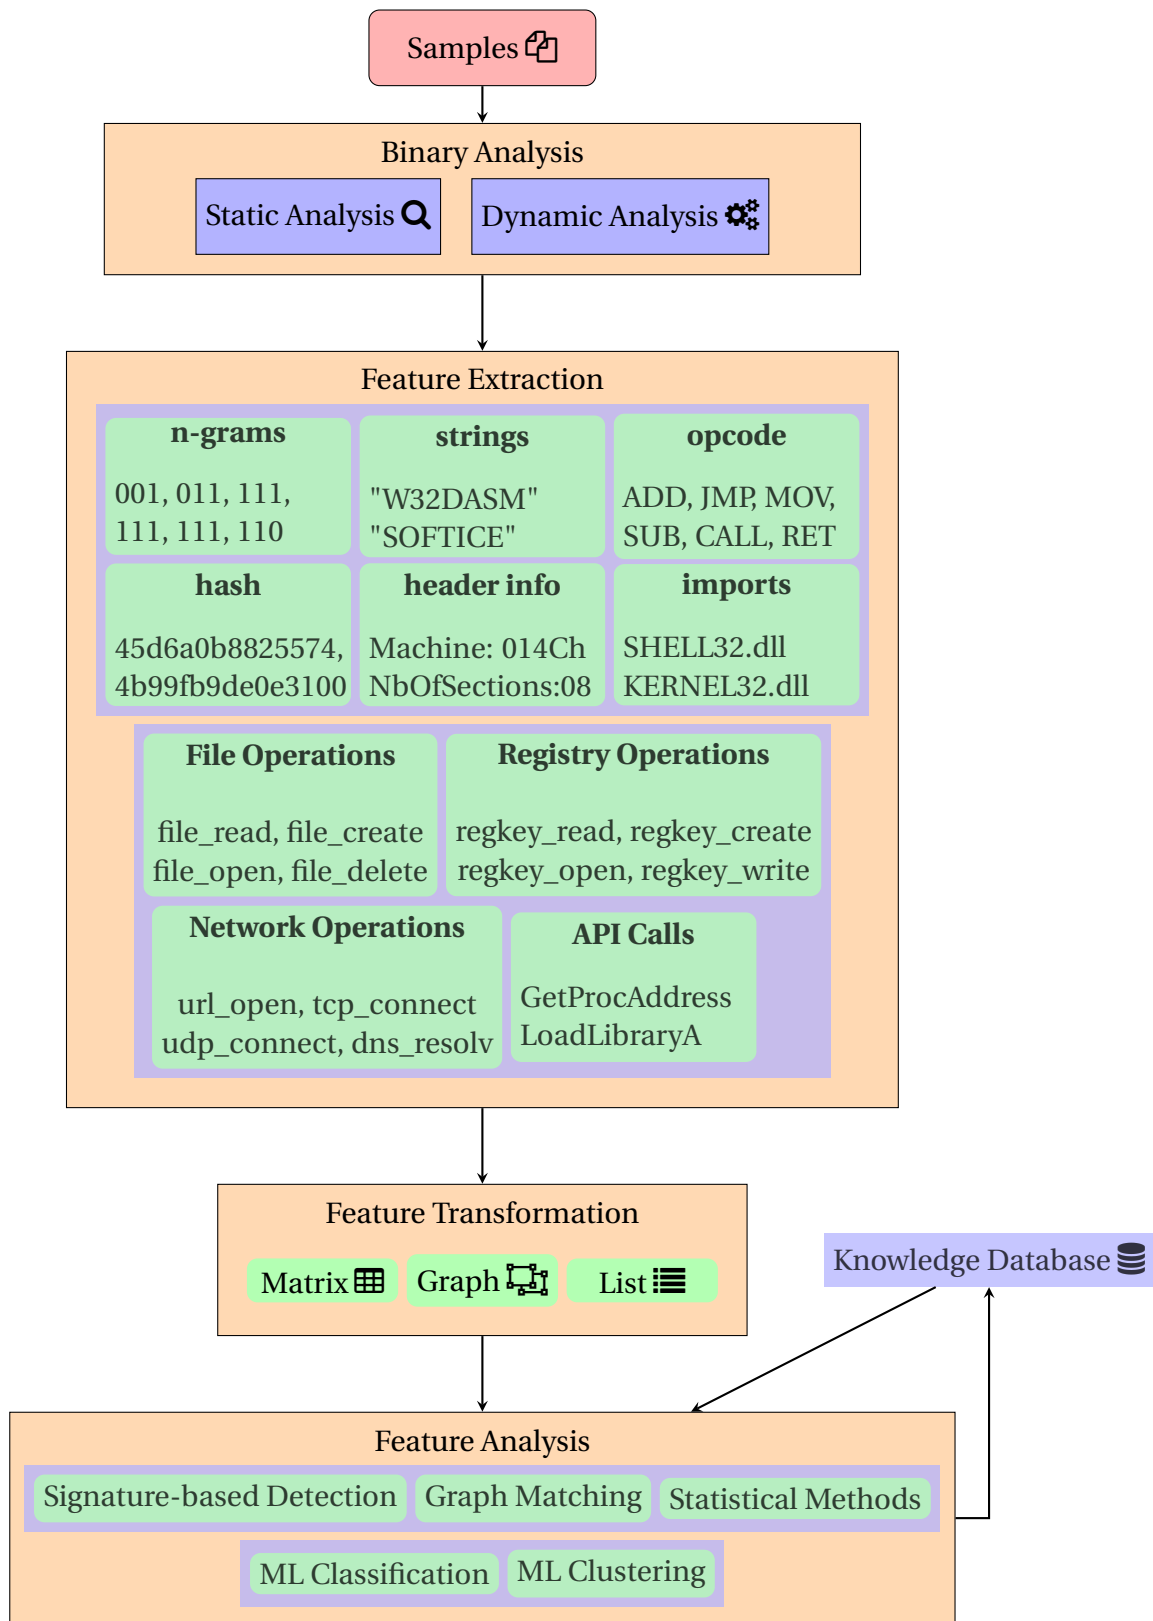 Samples
Binary Analysis
Static Analysis
Dynamic Analysis
Feature Extraction
n-grams
001, 011, 111,
111, 111, 110
strings
"W32DASM"
"SOFTICE"
opcode
ADD, JMP, MOV,
SUB, CALL, RET
hash
45d6a0b8825574,
4b99fb9de0e3100
header info
Machine: 014Ch
NbOfSections:08
imports
SHELL32.dll
KERNEL32.dll
File Operations
file_read, file_create
file_open, file_delete
Registry Operations
regkey_read, regkey_create
regkey_open, regkey_write
Network Operations
url_open, tcp_connect
udp_connect, dns_resolv
API Calls
GetProcAddress
LoadLibraryA
Feature Transformation
Matrix
Graph
List
Knowledge Database
Feature Analysis
Signature-based Detection
Graph Matching
Statistical Methods
ML Classification
ML Clustering